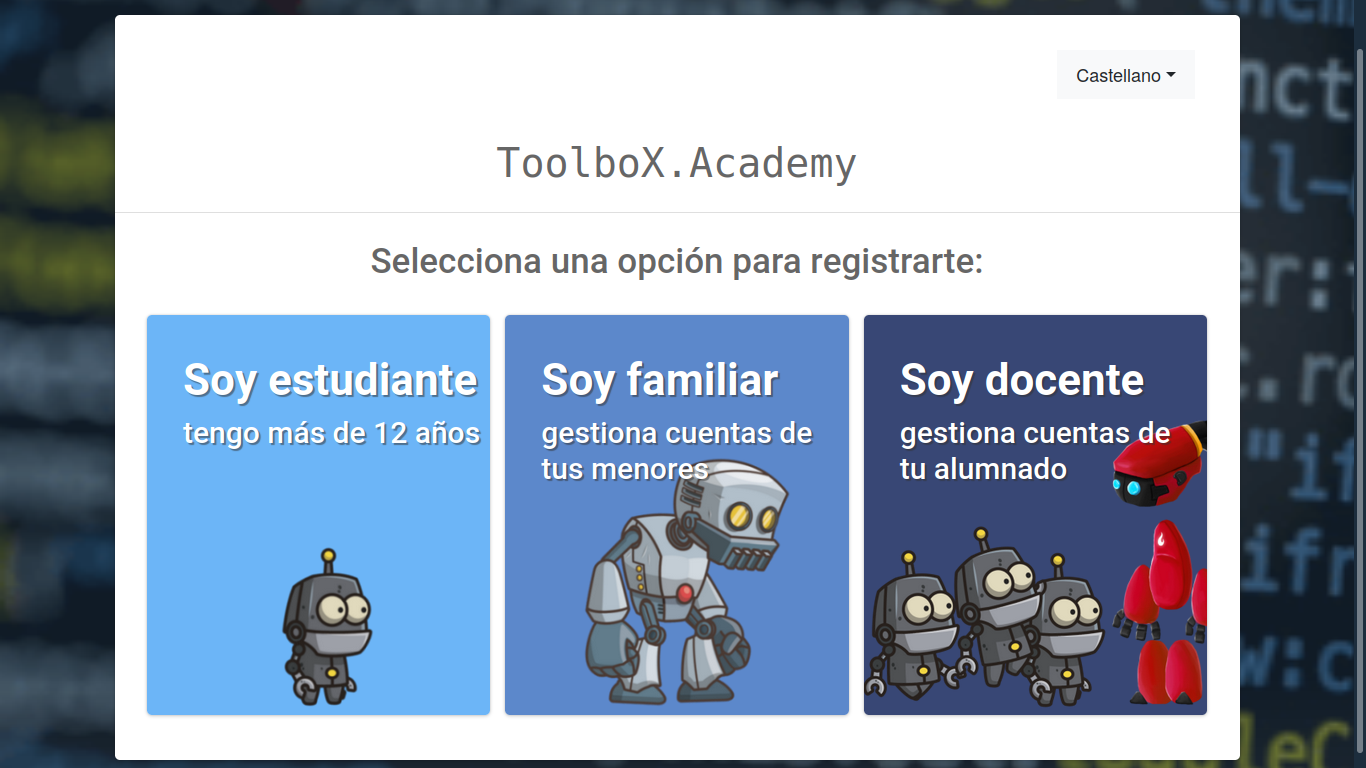 Castellano
ToolboX.Academy
Selecciona una opción para registrarte:
Soy estudiante
tengo más de 12 años
Soy familiar
gestiona cuentas de
tus menores
Soy docente
gestiona cuentas de
tu alumnado